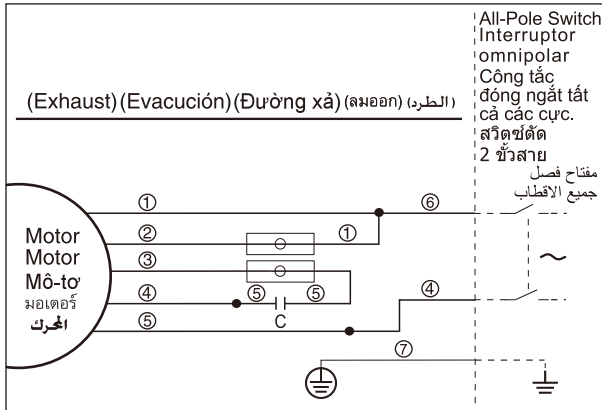 All-Pole Switch
Interruptor
omnipolar
Công tắc
đóng ngắt tất
cả các cực.
สวิตซ์ตัด
2 ขั้วสาย
مفتاح فصل
جميع الاقطاب
(Exhaust) (Evacución) (Đường xả) (ลมออก) (الطرد)
① ⑥
② ①
③
④ ⑤ ⑤ ④
C
⑤
⑦
Motor
Motor
Mô-tơ
มอเตอร์
المحرك